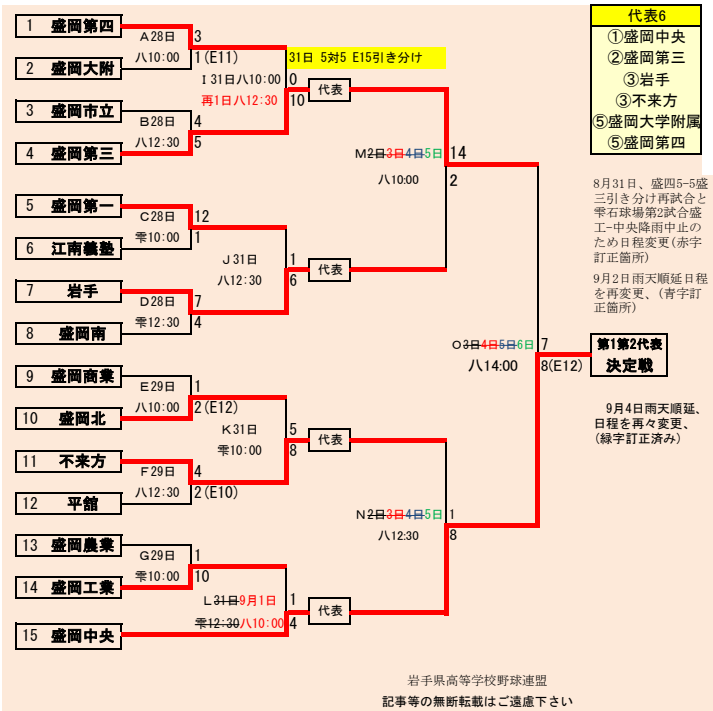 1 盛岡第四
A28日
3
八10:00
1(E11)
2 盛岡大附
31日 5対5 E15引き分け
I 31日八10:00
0
再1日八12:30
10
代表
3 盛岡市立
B28日
4
八12:30
5
4 盛岡第三
M2日3日4日5日
14
八10:00
2
5 盛岡第一
C28日
12
雫10:00
1
6 江南義塾
J31日
1
八12:30
6
代表
7 岩手
D28日
7
雫12:30
4
8 盛岡南
O3日4日5日6日
7
八14:00
8(E12)
第1第2代表
決定戦
9 盛岡商業
E29日
1
八10:00
2(E12)
10 盛岡北
K31日
5
雫10:00
8
代表
11 不来方
F29日
4
八12:30
2(E10)
12 平舘
N2日3日4日5日
1
八12:30
8
13 盛岡農業
G29日
1
雫10:00
10
14 盛岡工業
L31日9月1日
1
雫12:30八10:00
4
代表
15 盛岡中央
代表6
①盛岡中央
②盛岡第三
③岩手
③不来方
⑤盛岡大学附属
⑤盛岡第四
8月31日、盛四5-5盛
三引き分け再試合と
雫石球場第2試合盛
工-中央降雨中止の
ため日程変更(赤字
訂正箇所)
9月2日雨天順延日程
を再変更、(青字訂
正箇所)
9月4日雨天順延、
日程を再々変更、
(緑字訂正済み)
岩手県高等学校野球連盟
記事等の無断転載はご遠慮下さい